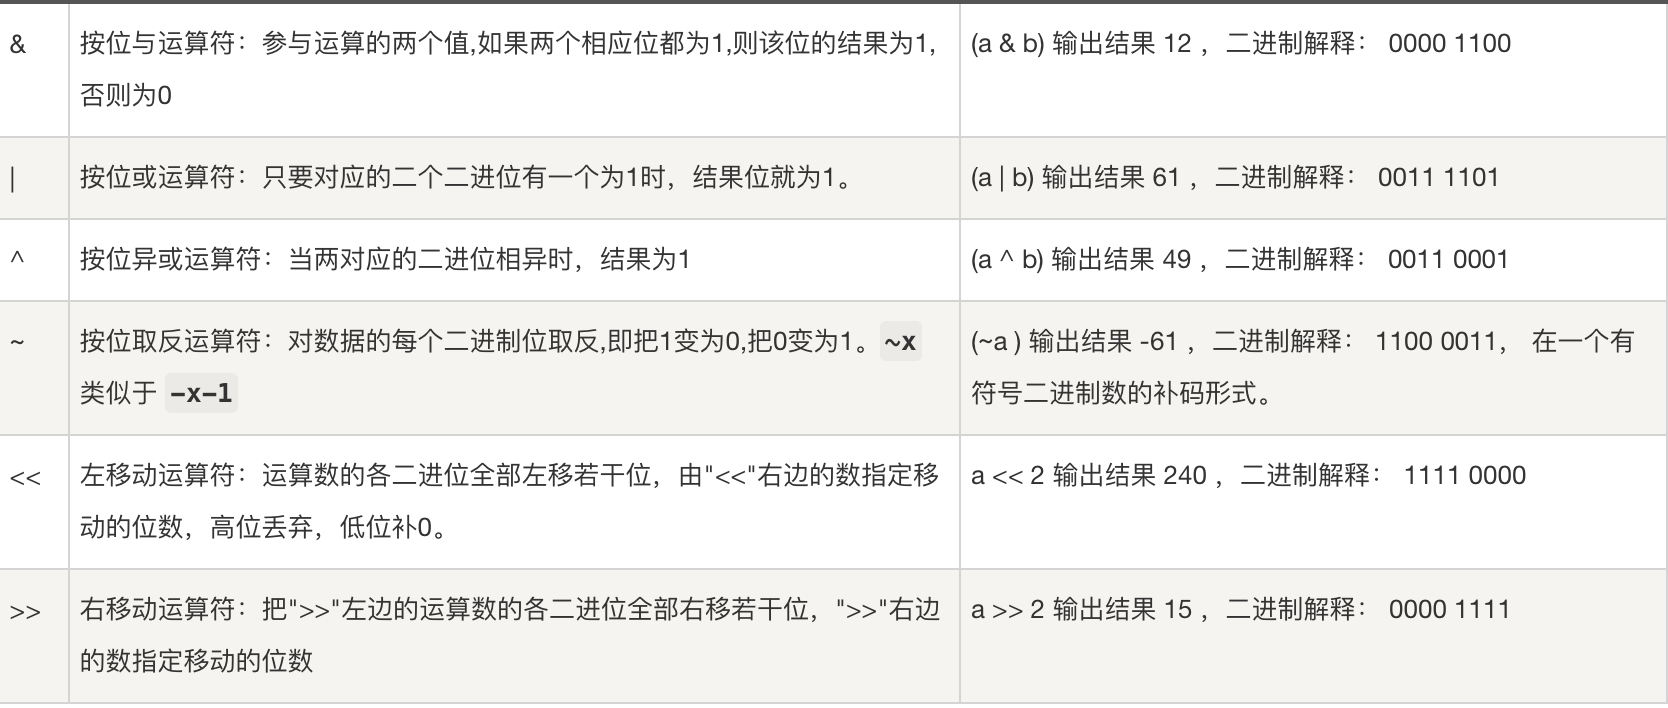 & 按位与运算符：参与运算的两个值,如果两个相应位都为1,则该位的结果为1, (a & b) 输出结果 12 ，二进制解释： 0000 1100
否则为0
| 按位或运算符：只要对应的二个二进位有一个为1时，结果位就为1。 (a | b) 输出结果 61 ，二进制解释： 0011 1101
^ 按位异或运算符：当两对应的二进位相异时，结果为1 (a ^ b) 输出结果 49 ，二进制解释： 0011 0001
~ 按位取反运算符：对数据的每个二进制位取反,即把1变为0,把0变为1。~x (~a ) 输出结果 -61 ，二进制解释： 1100 0011， 在一个有
类似于 -x-1 符号二进制数的补码形式。
<< 左移动运算符：运算数的各二进位全部左移若干位，由"<<"右边的数指定移 a << 2 输出结果 240 ，二进制解释： 1111 0000
动的位数，高位丢弃，低位补0。
>> 右移动运算符：把">>"左边的运算数的各二进位全部右移若干位，">>"右边 a >> 2 输出结果 15 ，二进制解释： 0000 1111
的数指定移动的位数